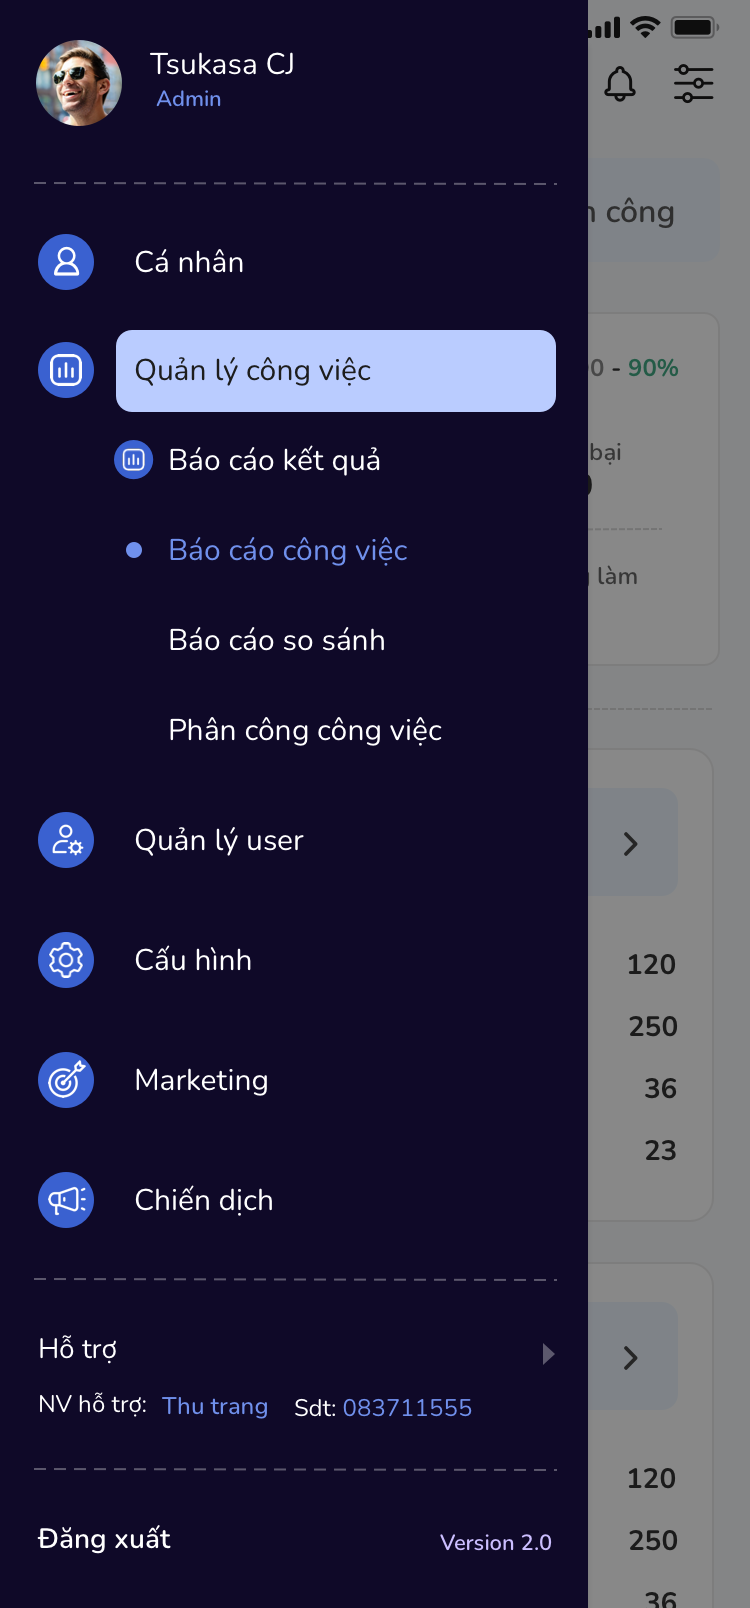 Tsukasa CJ
Admin
công
Cá nhân
0 - 90%
Quản lý công việc
bại
Báo cáo kết quả
Báo cáo công việc
làm
Báo cáo so sánh
Phân công công việc
Quản lý user
120
Cấu hình
250
Marketing
36
23
Chiến dịch
Hỗ trợ
NV hỗ trợ: Thu trang Sdt: 083711555
120
Đăng xuất
Version 2.0
250
36